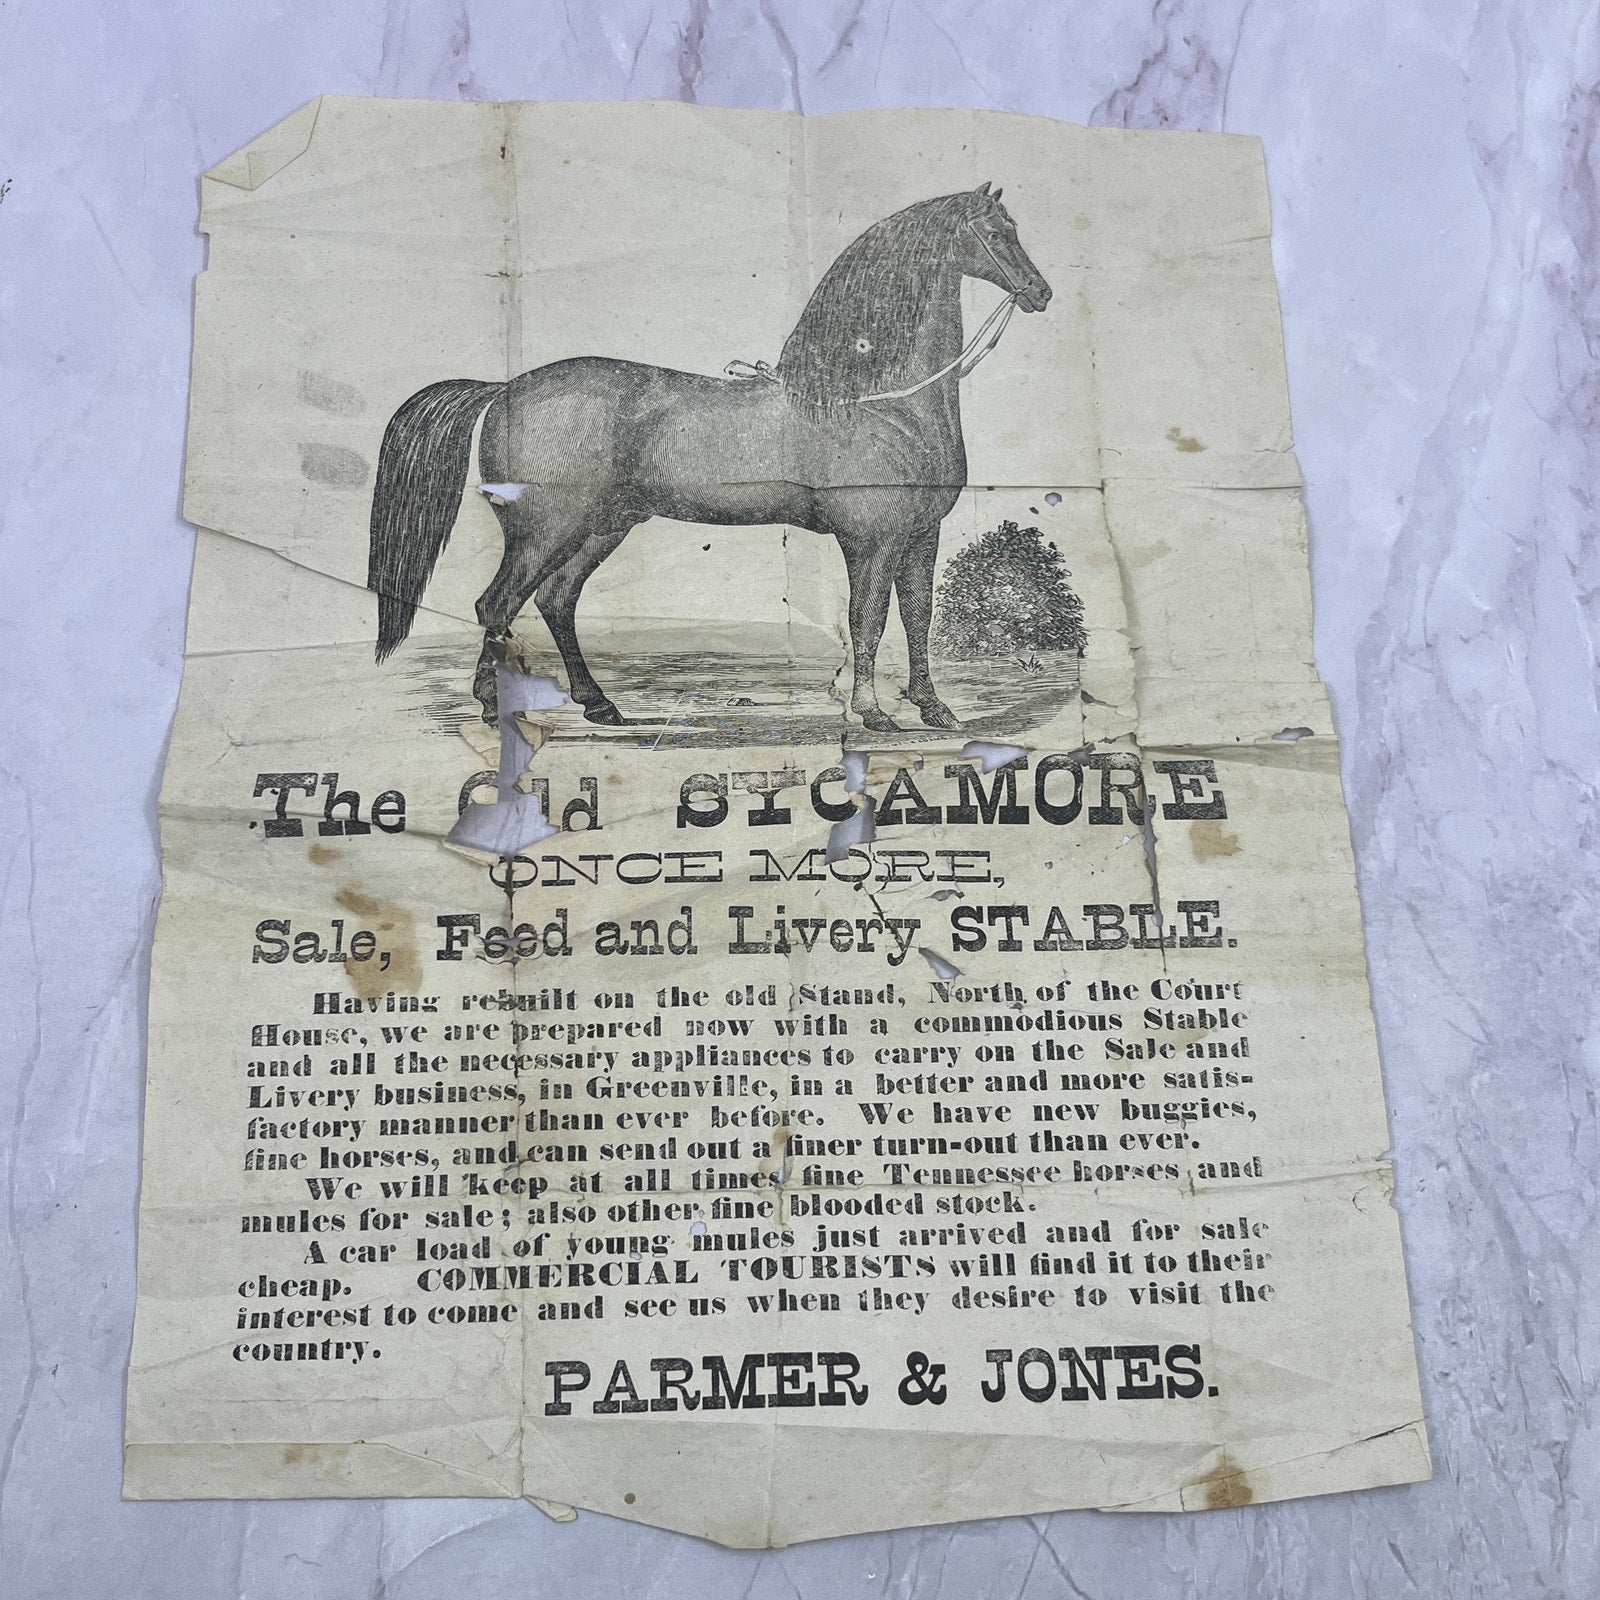 The Old SYCAMORE
ONCE MORE,
Sale, Feed and Livery STABLE.
Having rebuilt on the old Stand, North of the Court
House, we are prepared now with a commodious Stable
and all the necessary appliances to carry on the Sale and
Livery business, in Greenville, in a better and more satis-
factory manner than ever before. We have new buggies,
fine horses, and can send out a finer turn-out than ever.
We will keep at all times fine Tennessee horses and
mules for sale; also other fine blooded stock.
A car load of young mules just arrived and for sale
cheap. COMMERCIAL TOURISTS will find it to their
interest to come and see us when they desire to visit the
country.
PARMER & JONES.